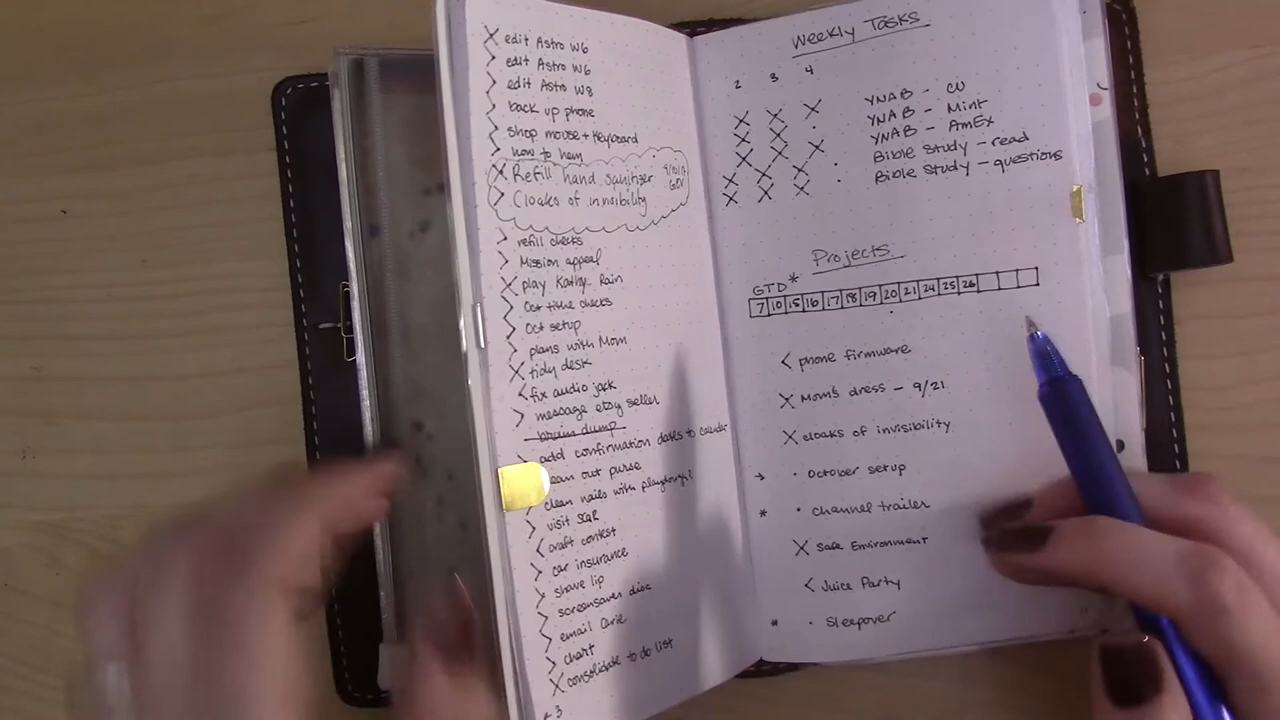 X edit Astro W6
> edit Astro W6
> edit Astro W8
> back up phone
> shop mouse + keyboard
> how to hem
X Refill hand sanitizer
> Cloaks of invisibility
> refill checks
> Mission appeal
X play Kathy Rain
> Oct tithe checks
> Oct setup
> plans with Mom
X tidy desk
< fix audio jack
> message etsy seller
brain dump
add confirmation dates to calendar
clean out purse
clean nails with playdough?
> visit SCQR
< craft contest
> car insurance
> shave lip
> screensaver disc
> email Carie
> chart
X consolidate to do list
Weekly Tasks
2 3 4
X X X YNAB - CU
X X · YNAB - Mint
X X X YNAB - AmEx
X X X Bible Study - read
X X X Bible Study - questions
Projects
GTD*
7 10 15 16 17 18 19 20 21 24 25 26
< phone firmware
X Mom's dress - 9/21
X cloaks of invisibility
→ · October setup
* · channel trailer
X Safe Environment
< Juice Party
* · Sleepover